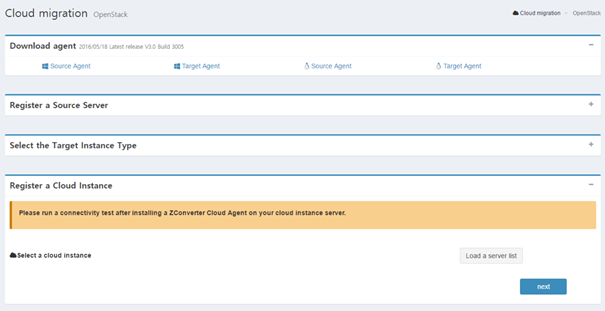 Cloud migration OpenStack
Cloud migration OpenStack
Download agent 2016/05/18 Latest release V3.0 Build 3005
Source Agent Target Agent Source Agent Target Agent
Register a Source Server
Select the Target Instance Type
Register a Cloud Instance
Please run a connectivity test after installing a ZConverter Cloud Agent on your cloud instance server.
Select a cloud instance Load a server list
next